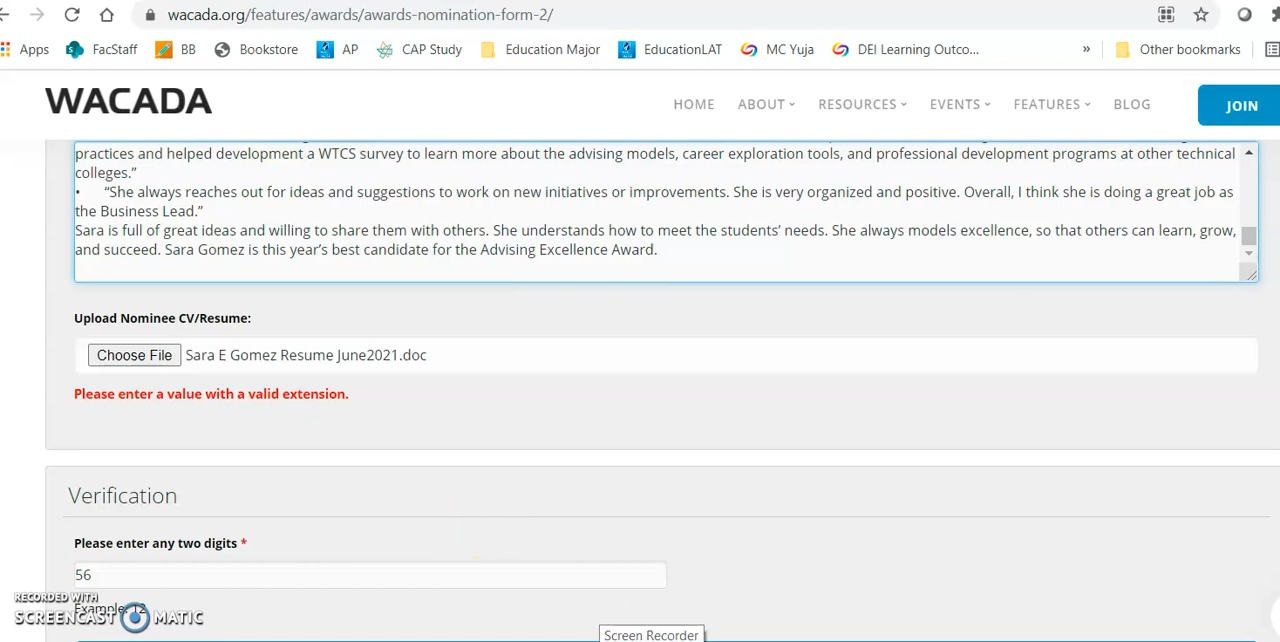 wacada.org/features/awards/awards-nomination-form-2/
Apps FacStaff BB Bookstore AP CAP Study Education Major EducationLAT MC Yuja DEI Learning Outco... » Other bookmarks
WACADA HOME ABOUT RESOURCES EVENTS FEATURES BLOG JOIN
practices and helped development a WTCS survey to learn more about the advising models, career exploration tools, and professional development programs at other technical
colleges.”
• “She always reaches out for ideas and suggestions to work on new initiatives or improvements. She is very organized and positive. Overall, I think she is doing a great job as
the Business Lead.”
Sara is full of great ideas and willing to share them with others. She understands how to meet the students’ needs. She always models excellence, so that others can learn, grow,
and succeed. Sara Gomez is this year’s best candidate for the Advising Excellence Award.
Upload Nominee CV/Resume:
Choose File Sara E Gomez Resume June2021.doc
Please enter a value with a valid extension.
Verification
Please enter any two digits *
56
RECORDED WITH
Example: 12
SCREENCAST MATIC
Screen Recorder